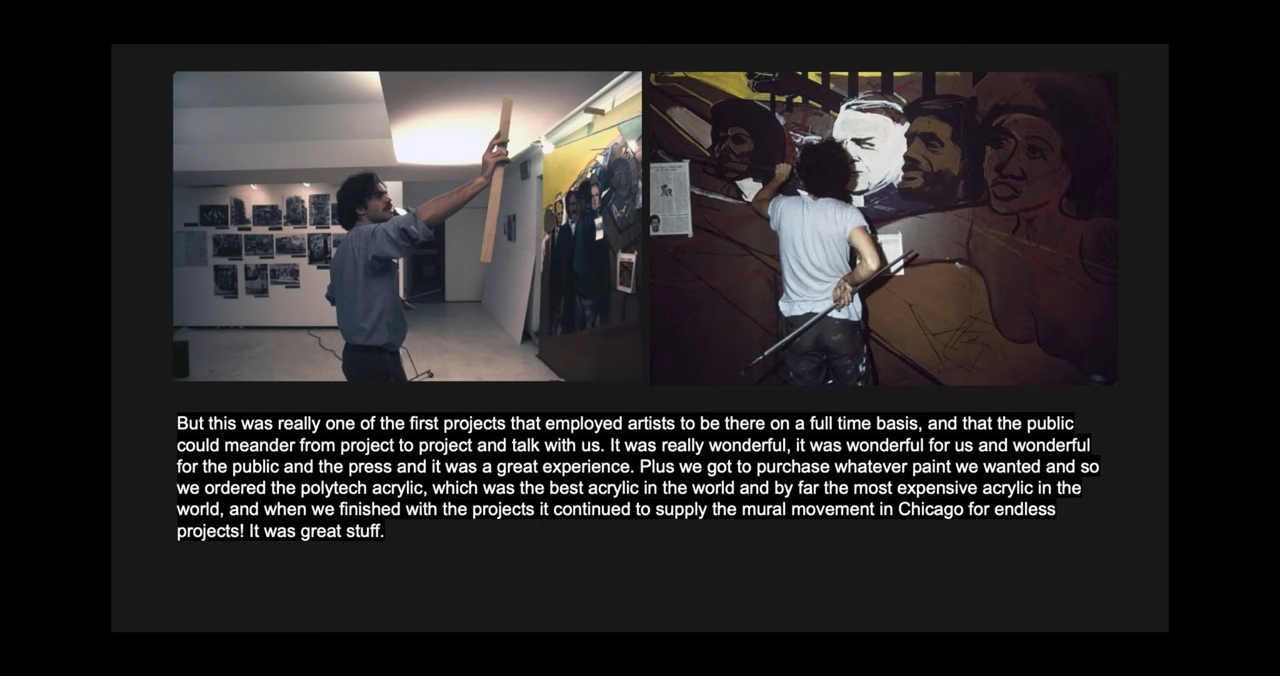 But this was really one of the first projects that employed artists to be there on a full time basis, and that the public
could meander from project to project and talk with us. It was really wonderful, it was wonderful for us and wonderful
for the public and the press and it was a great experience. Plus we got to purchase whatever paint we wanted and so
we ordered the polytech acrylic, which was the best acrylic in the world and by far the most expensive acrylic in the
world, and when we finished with the projects it continued to supply the mural movement in Chicago for endless
projects! It was great stuff.